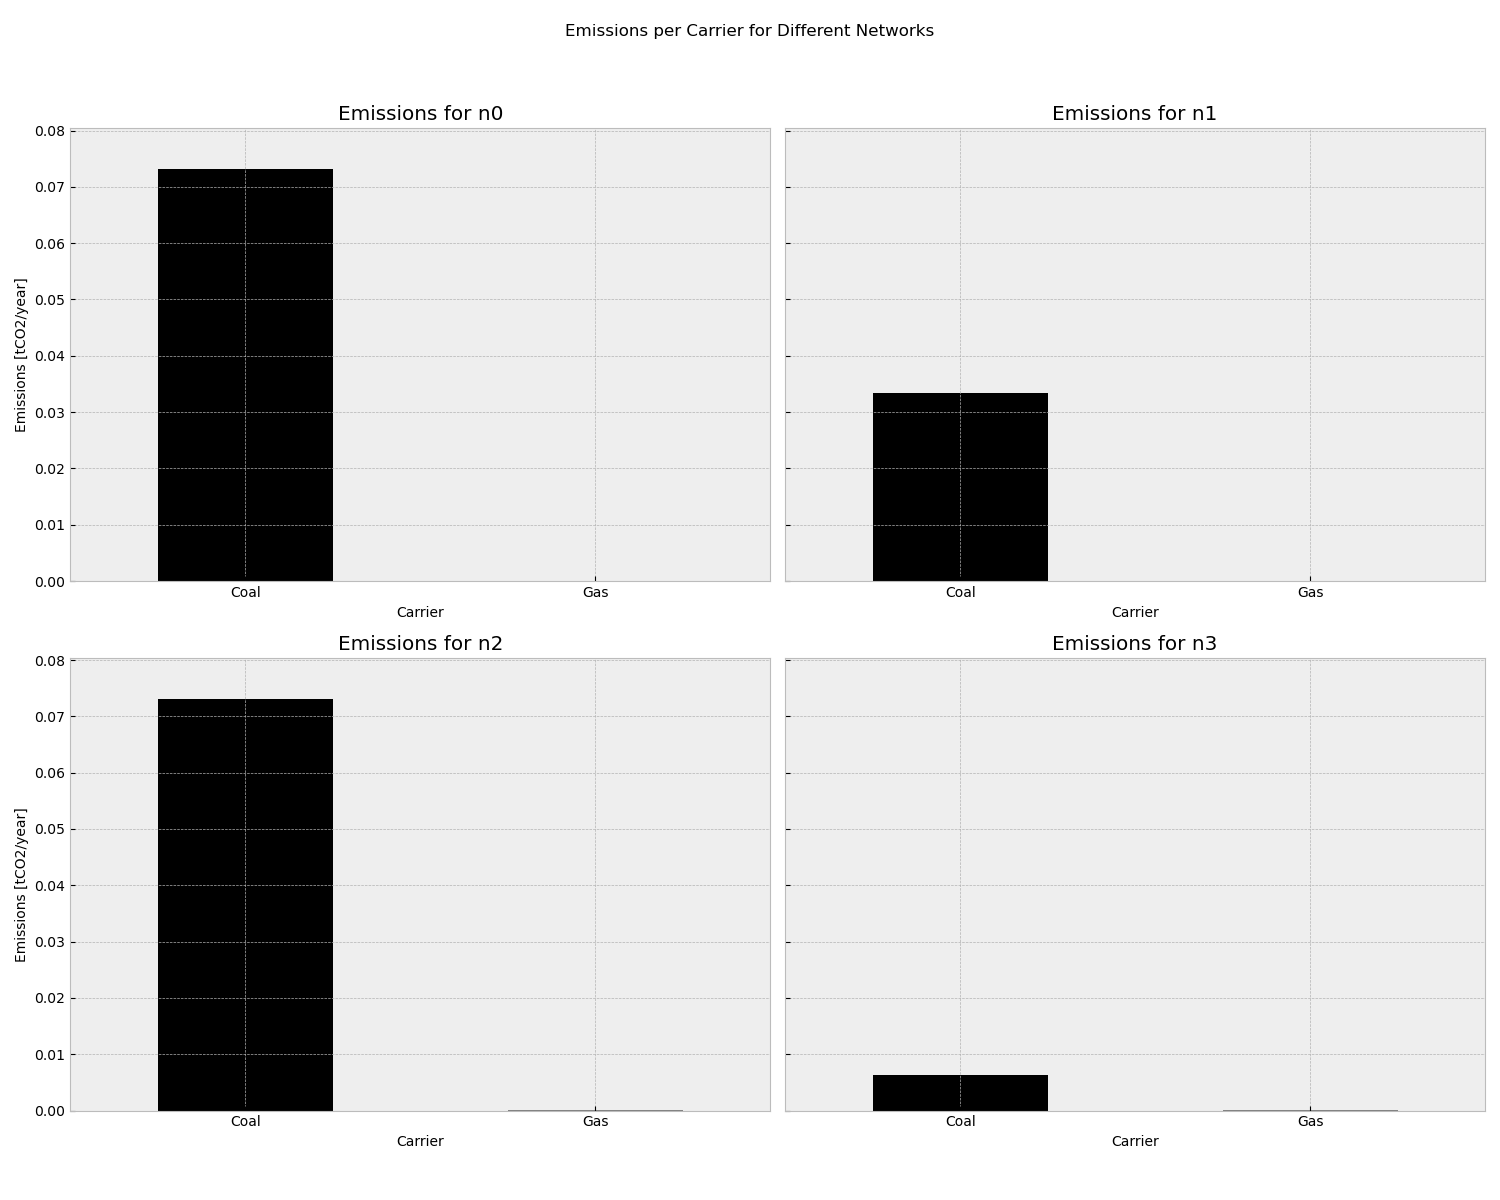 Emissions per Carrier for Different Networks
Emissions for n0
0.08
0.07
0.06
0.05
0.04
0.03
0.02
0.01
0.00
Emissions [tCO2/year]
Coal
Gas
Carrier
Emissions for n1
Coal
Gas
Carrier
Emissions for n2
0.08
0.07
0.06
0.05
0.04
0.03
0.02
0.01
0.00
Emissions [tCO2/year]
Coal
Gas
Carrier
Emissions for n3
Coal
Gas
Carrier